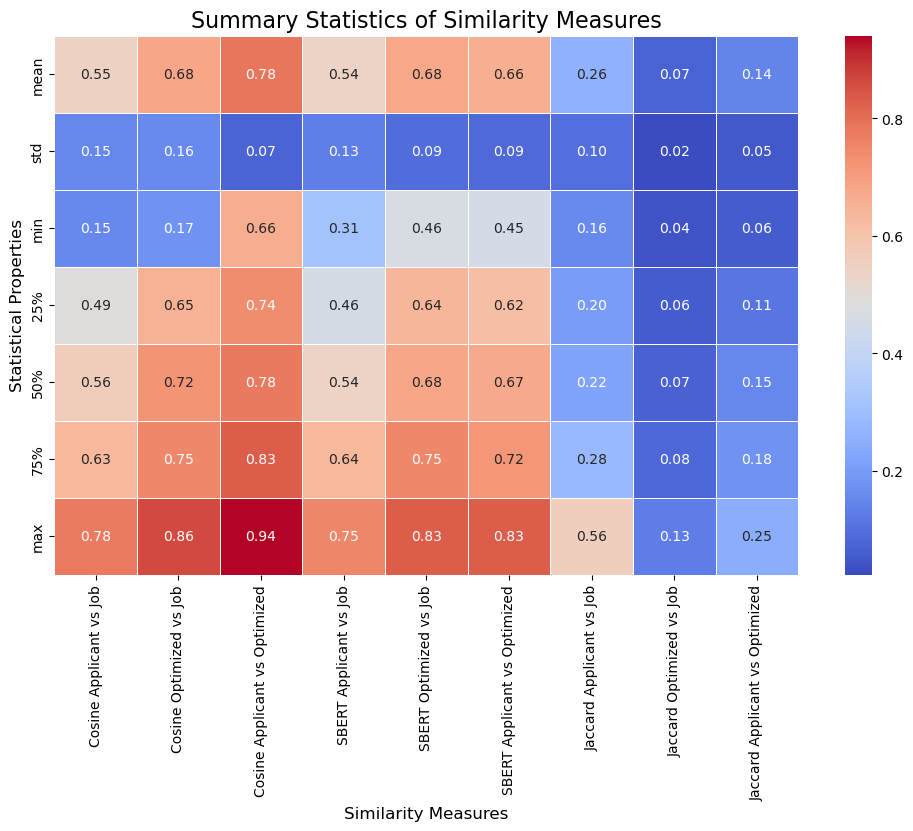 Summary Statistics of Similarity Measures
Statistical Properties
mean 0.55 0.68 0.78 0.54 0.68 0.66 0.26 0.07 0.14
std 0.15 0.16 0.07 0.13 0.09 0.09 0.10 0.02 0.05
min 0.15 0.17 0.66 0.31 0.46 0.45 0.16 0.04 0.06
25% 0.49 0.65 0.74 0.46 0.64 0.62 0.20 0.06 0.11
50% 0.56 0.72 0.78 0.54 0.68 0.67 0.22 0.07 0.15
75% 0.63 0.75 0.83 0.64 0.75 0.72 0.28 0.08 0.18
max 0.78 0.86 0.94 0.75 0.83 0.83 0.56 0.13 0.25
Cosine Applicant vs Job
Cosine Optimized vs Job
Cosine Applicant vs Optimized
SBERT Applicant vs Job
SBERT Optimized vs Job
SBERT Applicant vs Optimized
Jaccard Applicant vs Job
Jaccard Optimized vs Job
Jaccard Applicant vs Optimized
Similarity Measures
0.8
0.6
0.4
0.2